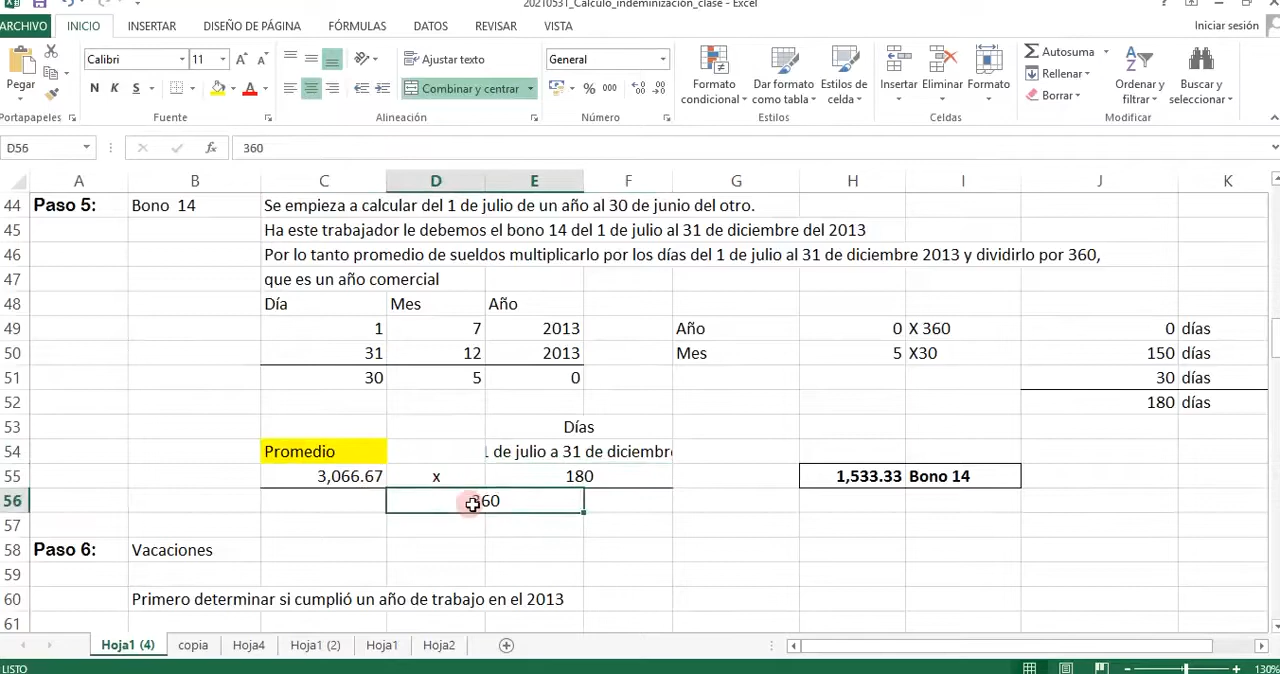 20210531_Calculo_indeminización_clase - Excel
ARCHIVO INICIO INSERTAR DISEÑO DE PÁGINA FÓRMULAS DATOS REVISAR VISTA Iniciar sesión
Calibri 11 Ajustar texto General Autosuma
Pegar N K S Combinar y centrar % 000 Formato condicional Dar formato como tabla Estilos de celda Insertar Eliminar Formato Rellenar Borrar Ordenar y filtrar Buscar y seleccionar
Portapapeles Fuente Alineación Número Estilos Celdas Modificar
D56 fx 360
A B C D E F G H I J K
44 Paso 5: Bono 14 Se empieza a calcular del 1 de julio de un año al 30 de junio del otro.
45 Ha este trabajador le debemos el bono 14 del 1 de julio al 31 de diciembre del 2013
46 Por lo tanto promedio de sueldos multiplicarlo por los días del 1 de julio al 31 de diciembre 2013 y dividirlo por 360,
47 que es un año comercial
48 Día Mes Año
49 1 7 2013 Año 0 X 360 0 días
50 31 12 2013 Mes 5 X30 150 días
51 30 5 0 30 días
52 180 días
53 Días
54 Promedio 1 de julio a 31 de diciembre
55 3,066.67 x 180 1,533.33 Bono 14
56 360
57
58 Paso 6: Vacaciones
59
60 Primero determinar si cumplió un año de trabajo en el 2013
61
Hoja1 (4) copia Hoja4 Hoja1 (2) Hoja1 Hoja2
LISTO 130%